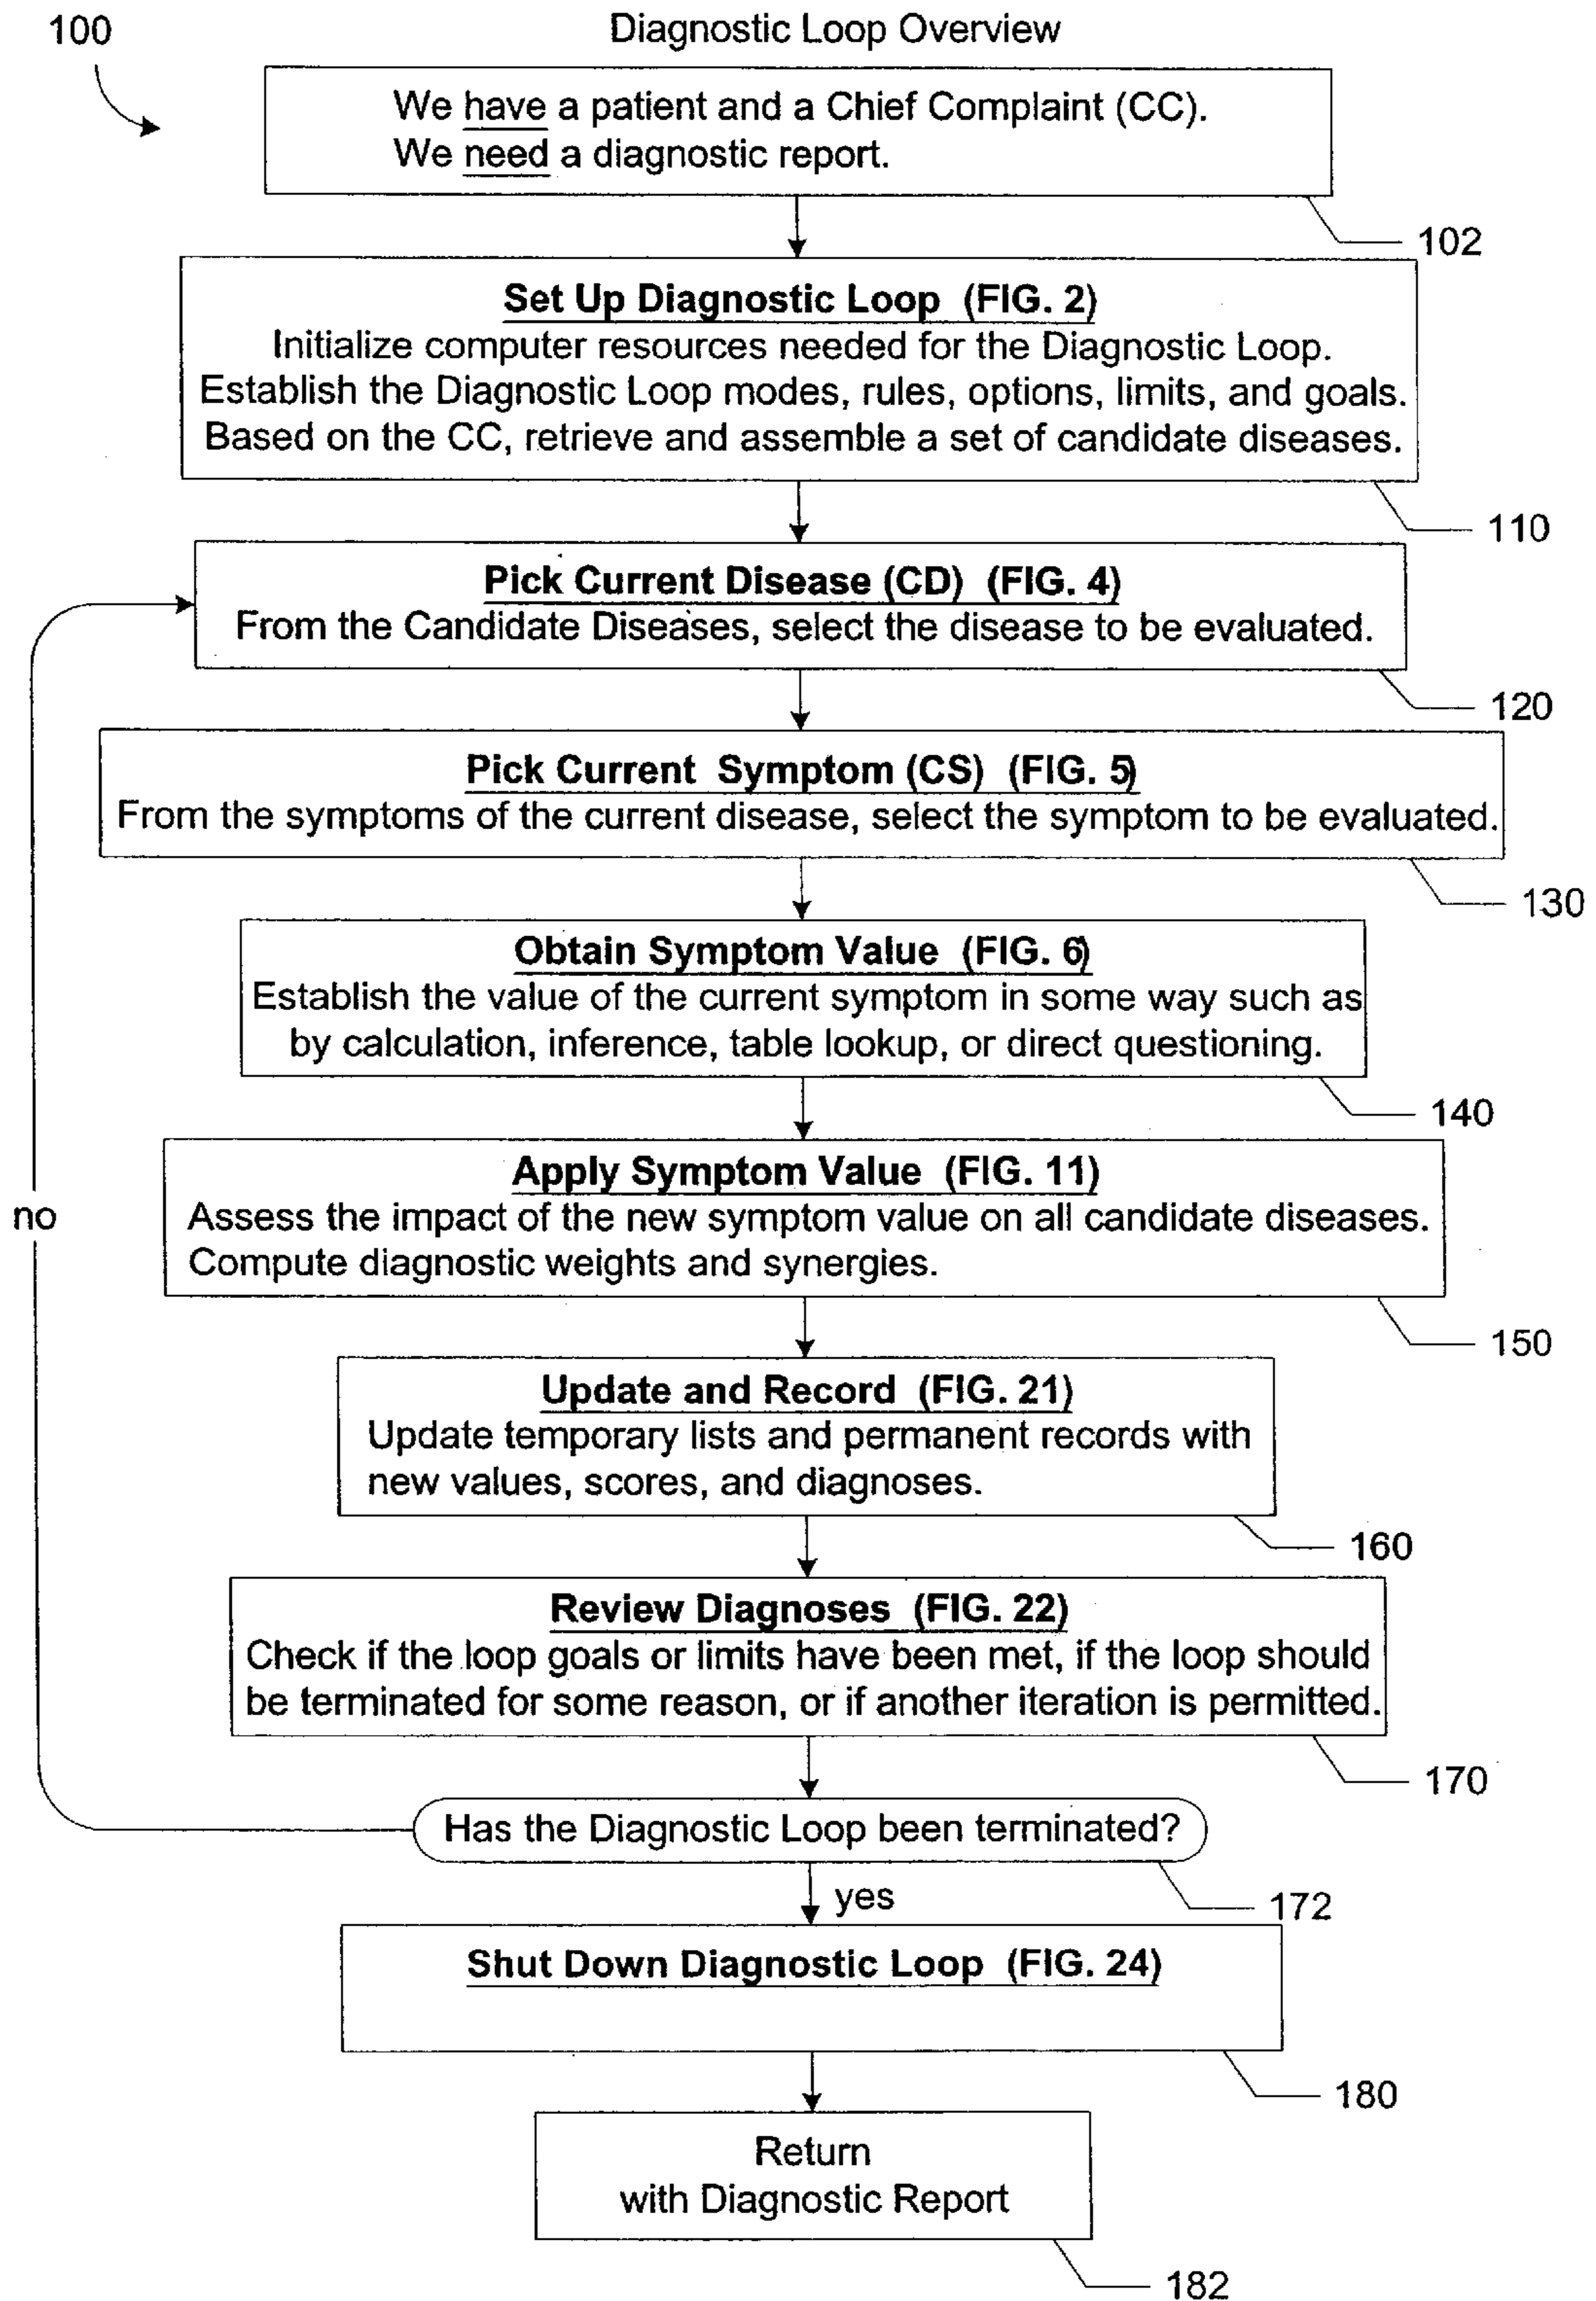 100
Diagnostic Loop Overview
We have a patient and a Chief Complaint (CC).
We need a diagnostic report.
102
Set Up Diagnostic Loop (FIG. 2)
Initialize computer resources needed for the Diagnostic Loop.
Establish the Diagnostic Loop modes, rules, options, limits, and goals.
Based on the CC, retrieve and assemble a set of candidate diseases.
110
Pick Current Disease (CD) (FIG. 4)
From the Candidate Diseases, select the disease to be evaluated.
120
Pick Current Symptom (CS) (FIG. 5)
From the symptoms of the current disease, select the symptom to be evaluated.
130
Obtain Symptom Value (FIG. 6)
Establish the value of the current symptom in some way such as
by calculation, inference, table lookup, or direct questioning.
140
Apply Symptom Value (FIG. 11)
Assess the impact of the new symptom value on all candidate diseases.
Compute diagnostic weights and synergies.
150
no
Update and Record (FIG. 21)
Update temporary lists and permanent records with
new values, scores, and diagnoses.
160
Review Diagnoses (FIG. 22)
Check if the loop goals or limits have been met, if the loop should
be terminated for some reason, or if another iteration is permitted.
170
Has the Diagnostic Loop been terminated?
172
yes
Shut Down Diagnostic Loop (FIG. 24)
180
Return
with Diagnostic Report
182